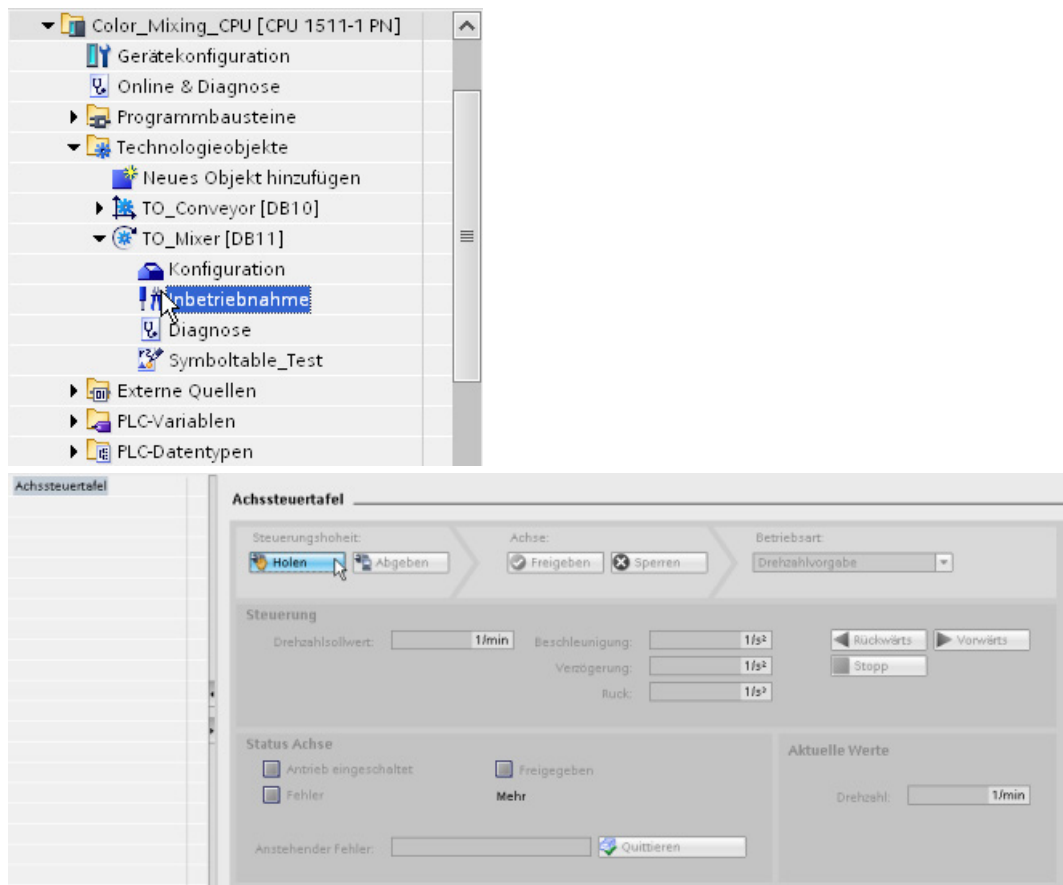 Color_Mixing_CPU [CPU 1511-1 PN]
Gerätekonfiguration
Online & Diagnose
Programmbausteine
Technologieobjekte
Neues Objekt hinzufügen
TO_Conveyor [DB10]
TO_Mixer [DB11]
Konfiguration
Inbetriebnahme
Diagnose
Symboltable_Test
Externe Quellen
PLC-Variablen
PLC-Datentypen
Achssteuertafel
Achssteuertafel
Steuerungshoheit: Achse: Betriebsart:
Holen Abgeben Freigeben Sperren Drehzahlvorgabe
Steuerung
Drehzahlsollwert: 1/min Beschleunigung: 1/s² Rückwärts Vorwärts
Verzögerung: 1/s² Stopp
Ruck: 1/s³
Status Achse Aktuelle Werte
Antrieb eingeschaltet Freigegeben
Fehler Mehr Drehzahl: 1/min
Anstehender Fehler: Quittieren